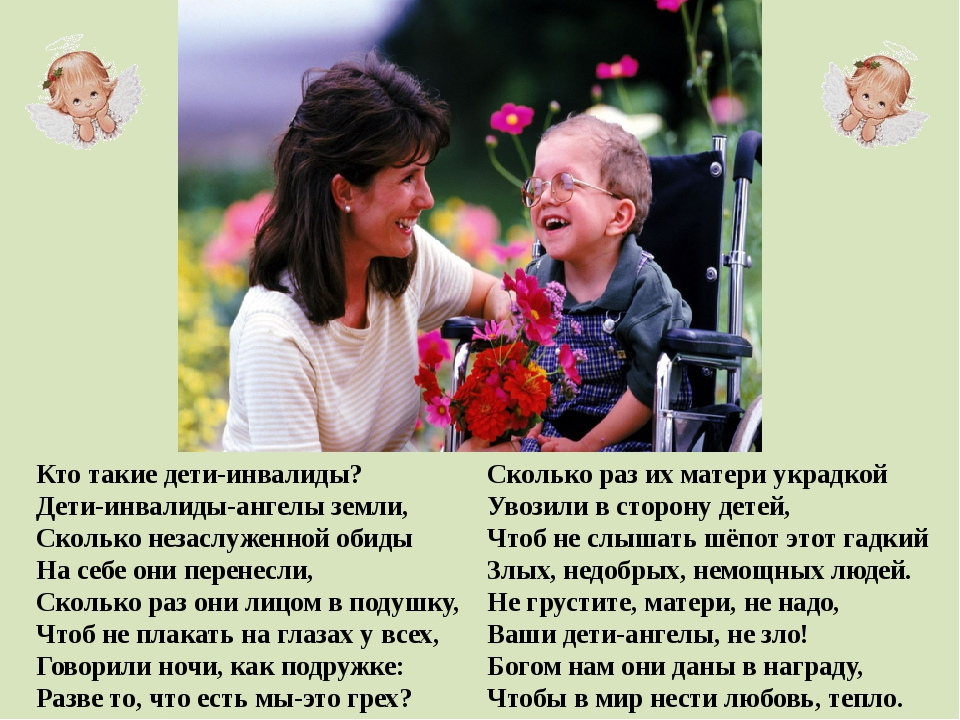 Кто такие дети-инвалиды?
Дети-инвалиды-ангелы земли,
Сколько незаслуженной обиды
На себе они перенесли,
Сколько раз они лицом в подушку,
Чтоб не плакать на глазах у всех,
Говорили ночи, как подружке:
Разве то, что есть мы-это грех?
Сколько раз их матери украдкой
Увозили в сторону детей,
Чтоб не слышать шёпот этот гадкий
Злых, недобрых, немощных людей.
Не грустите, матери, не надо,
Ваши дети-ангелы, не зло!
Богом нам они даны в награду,
Чтобы в мир нести любовь, тепло.